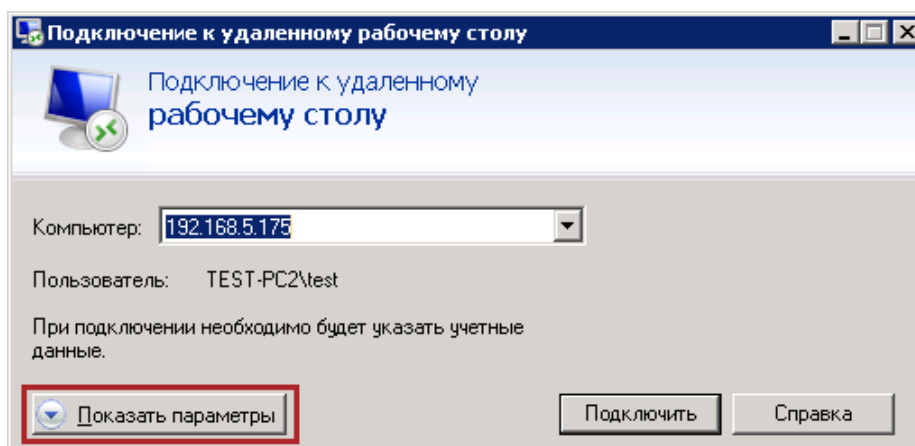 Подключение к удаленному рабочему столу
Подключение к удаленному
рабочему столу
Компьютер: 192.168.5.175
Пользователь: TEST-PC2\test
При подключении необходимо будет указать учетные
данные.
Показать параметры Подключить Справка